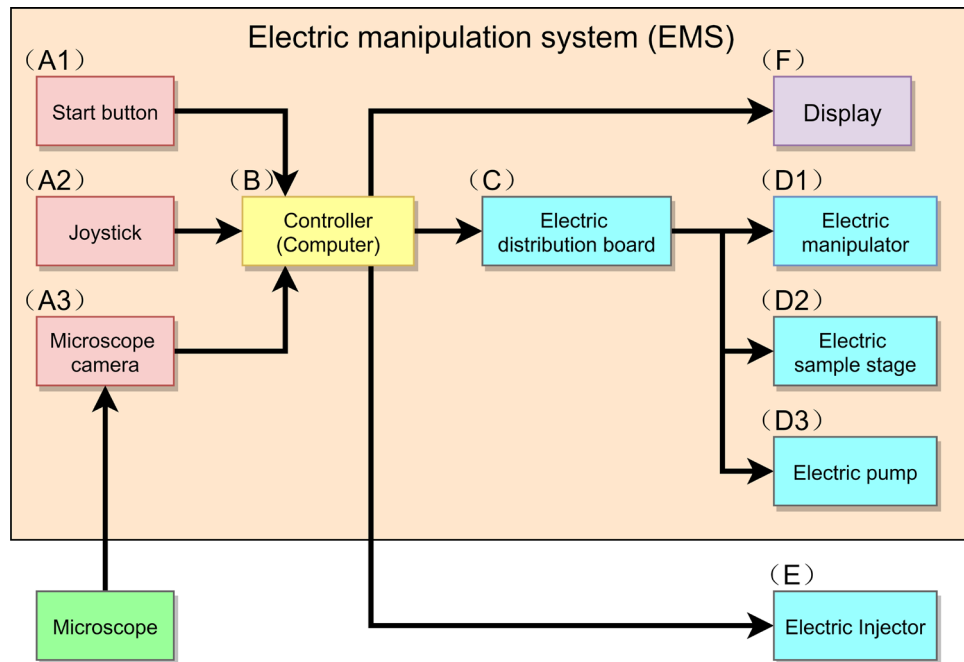 Electric manipulation system (EMS)
（A1）
Start button
（F）
Display
（A2）
Joystick
（B）
Controller
(Computer)
（C）
Electric
distribution board
（D1）
Electric
manipulator
（A3）
Microscope
camera
（D2）
Electric
sample stage
（D3）
Electric pump
Microscope
（E）
Electric Injector